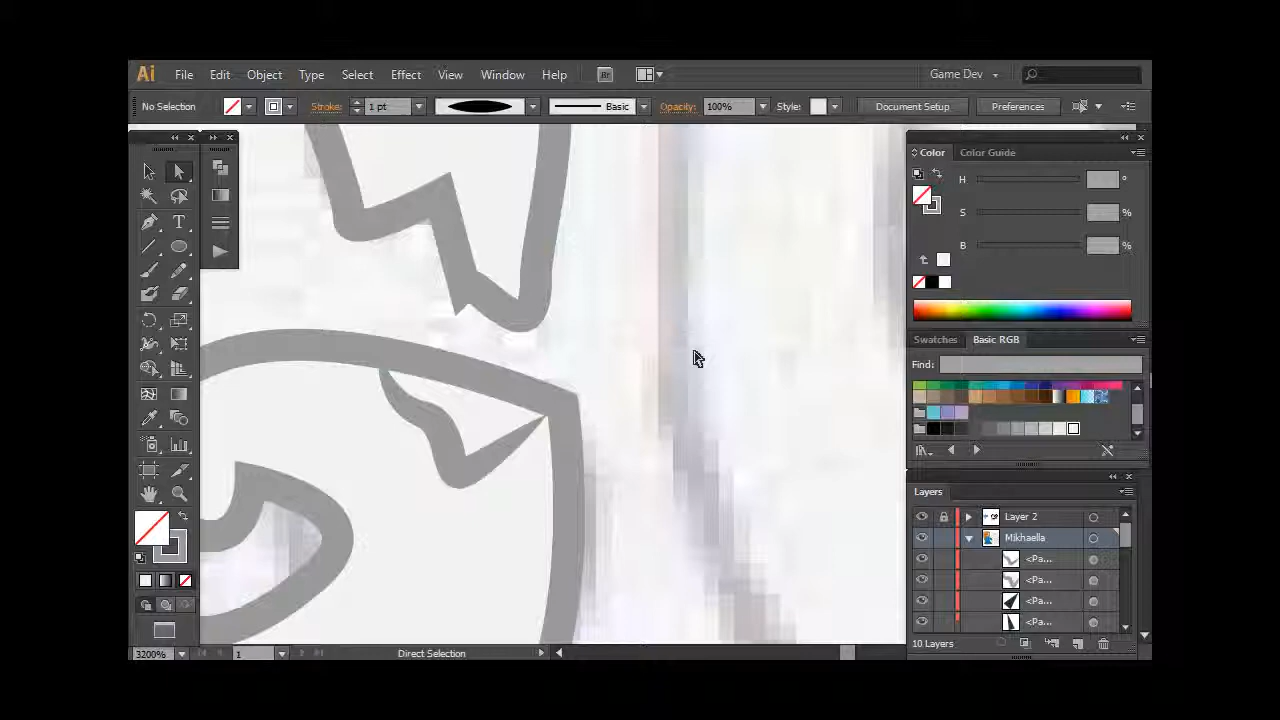 Ai File Edit Object Type Select Effect View Window Help Br Game Dev
No Selection Stroke: 1 pt Basic Opacity: 100% Style: Document Setup Preferences
Color Color Guide
H °
S %
B %
Swatches Basic RGB
Find:
Layers
Layer 2
Mikhaella
<Pa...
<Pa...
<Pa...
<Pa...
10 Layers
3200% 1 Direct Selection